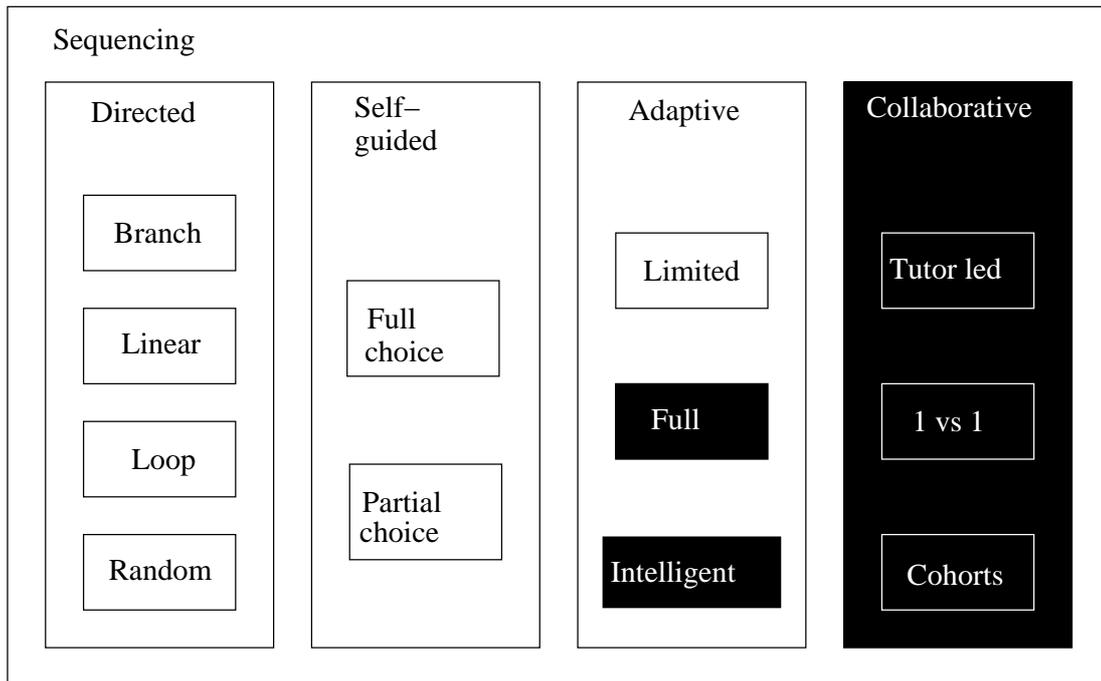 Sequencing
Directed
Branch
Linear
Loop
Random
Self–
guided
Full
choice
Partial
choice
Adaptive
Limited
Full
Intelligent
Collaborative
Tutor led
1 vs 1
Cohorts